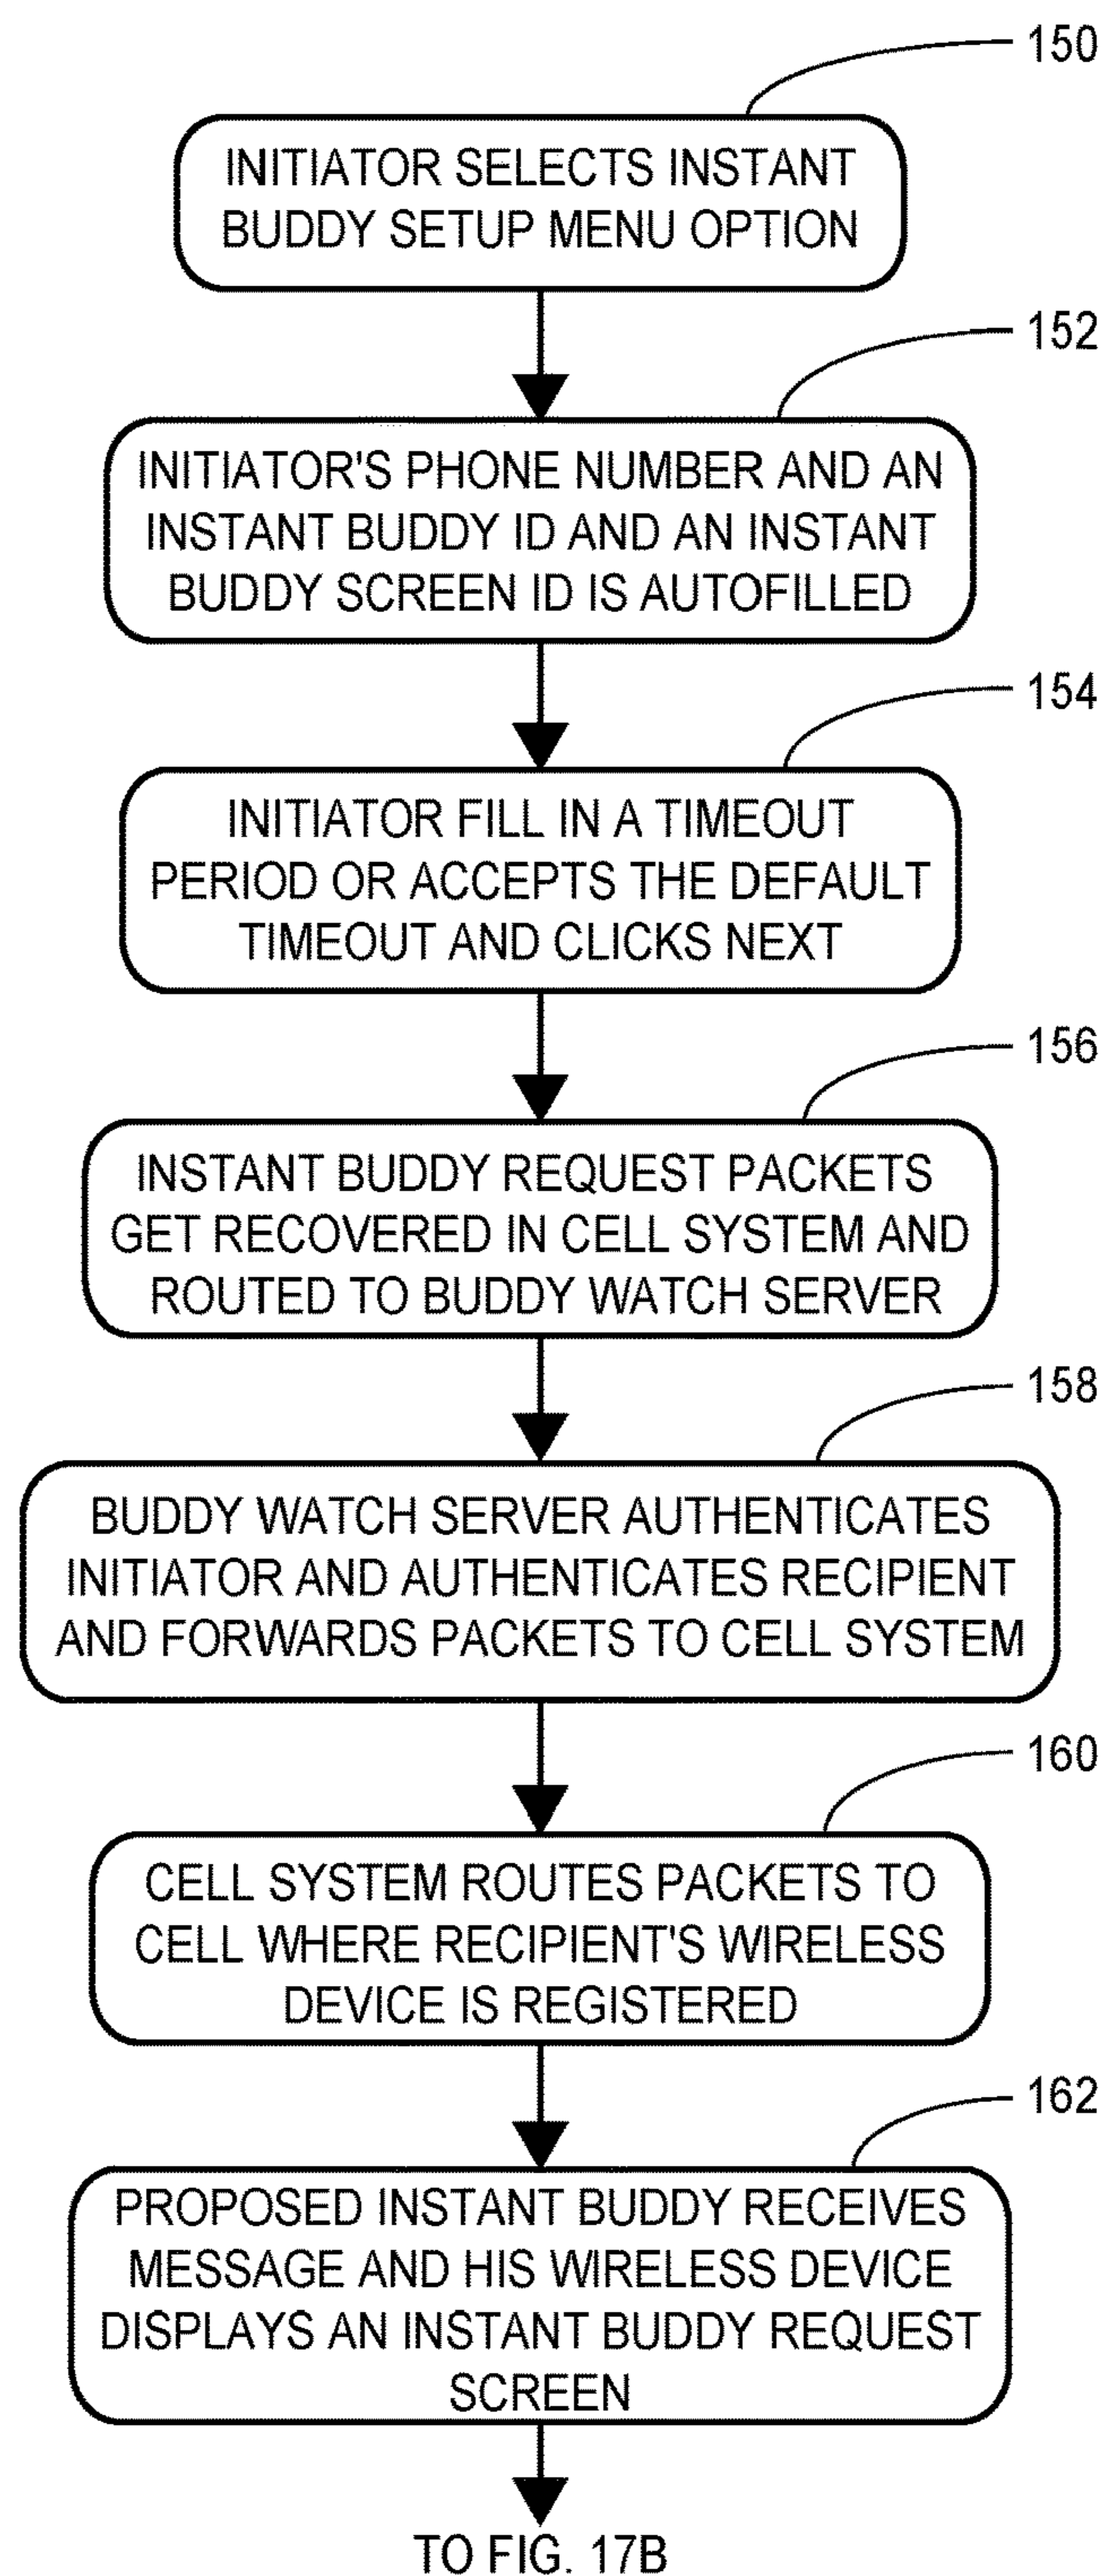 150
INITIATOR SELECTS INSTANT
BUDDY SETUP MENU OPTION
152
INITIATOR'S PHONE NUMBER AND AN
INSTANT BUDDY ID AND AN INSTANT
BUDDY SCREEN ID IS AUTOFILLED
154
INITIATOR FILL IN A TIMEOUT
PERIOD OR ACCEPTS THE DEFAULT
TIMEOUT AND CLICKS NEXT
156
INSTANT BUDDY REQUEST PACKETS
GET RECOVERED IN CELL SYSTEM AND
ROUTED TO BUDDY WATCH SERVER
158
BUDDY WATCH SERVER AUTHENTICATES
INITIATOR AND AUTHENTICATES RECIPIENT
AND FORWARDS PACKETS TO CELL SYSTEM
160
CELL SYSTEM ROUTES PACKETS TO
CELL WHERE RECIPIENT'S WIRELESS
DEVICE IS REGISTERED
162
PROPOSED INSTANT BUDDY RECEIVES
MESSAGE AND HIS WIRELESS DEVICE
DISPLAYS AN INSTANT BUDDY REQUEST
SCREEN
TO FIG. 17B